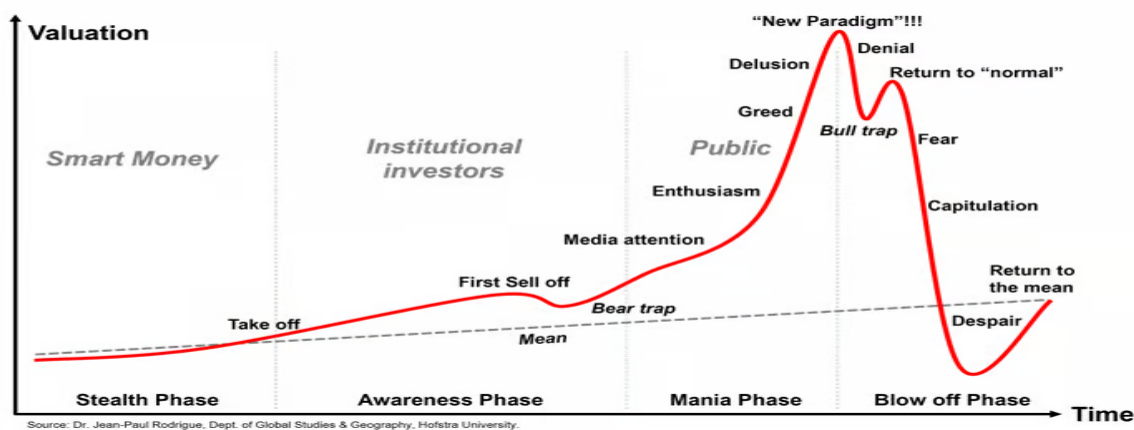 Valuation
"New Paradigm"!!!
Denial
Delusion
Return to "normal"
Greed
Bull trap
Fear
Smart Money
Institutional
investors
Public
Enthusiasm
Capitulation
Media attention
First Sell off
Bear trap
Return to
the mean
Take off
Mean
Despair
Stealth Phase
Awareness Phase
Mania Phase
Blow off Phase
Time
Source: Dr. Jean-Paul Rodrigue, Dept. of Global Studies & Geography, Hofstra University.